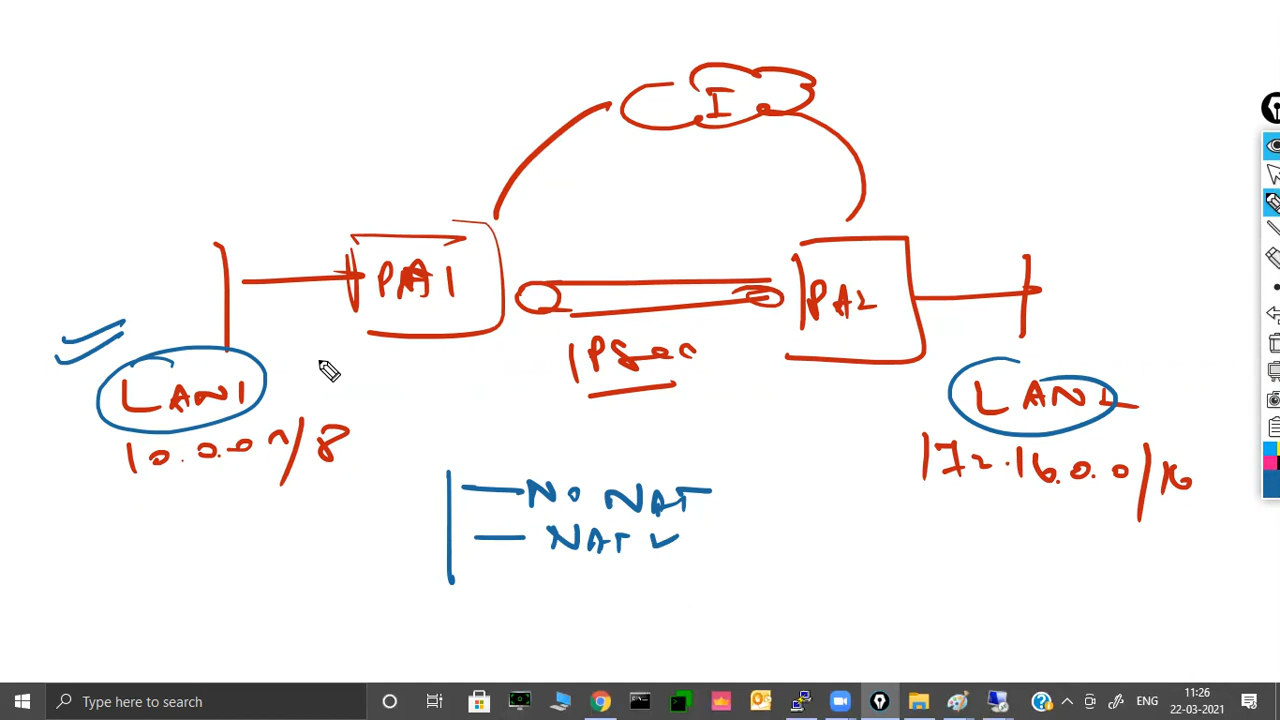 I
PA1
PA2
IPSec
LAN1
10.0.0.0/8
LAN2
172.16.0.0/16
NO NAT
NAT
Type here to search
ENG
11:26
22-03-2021